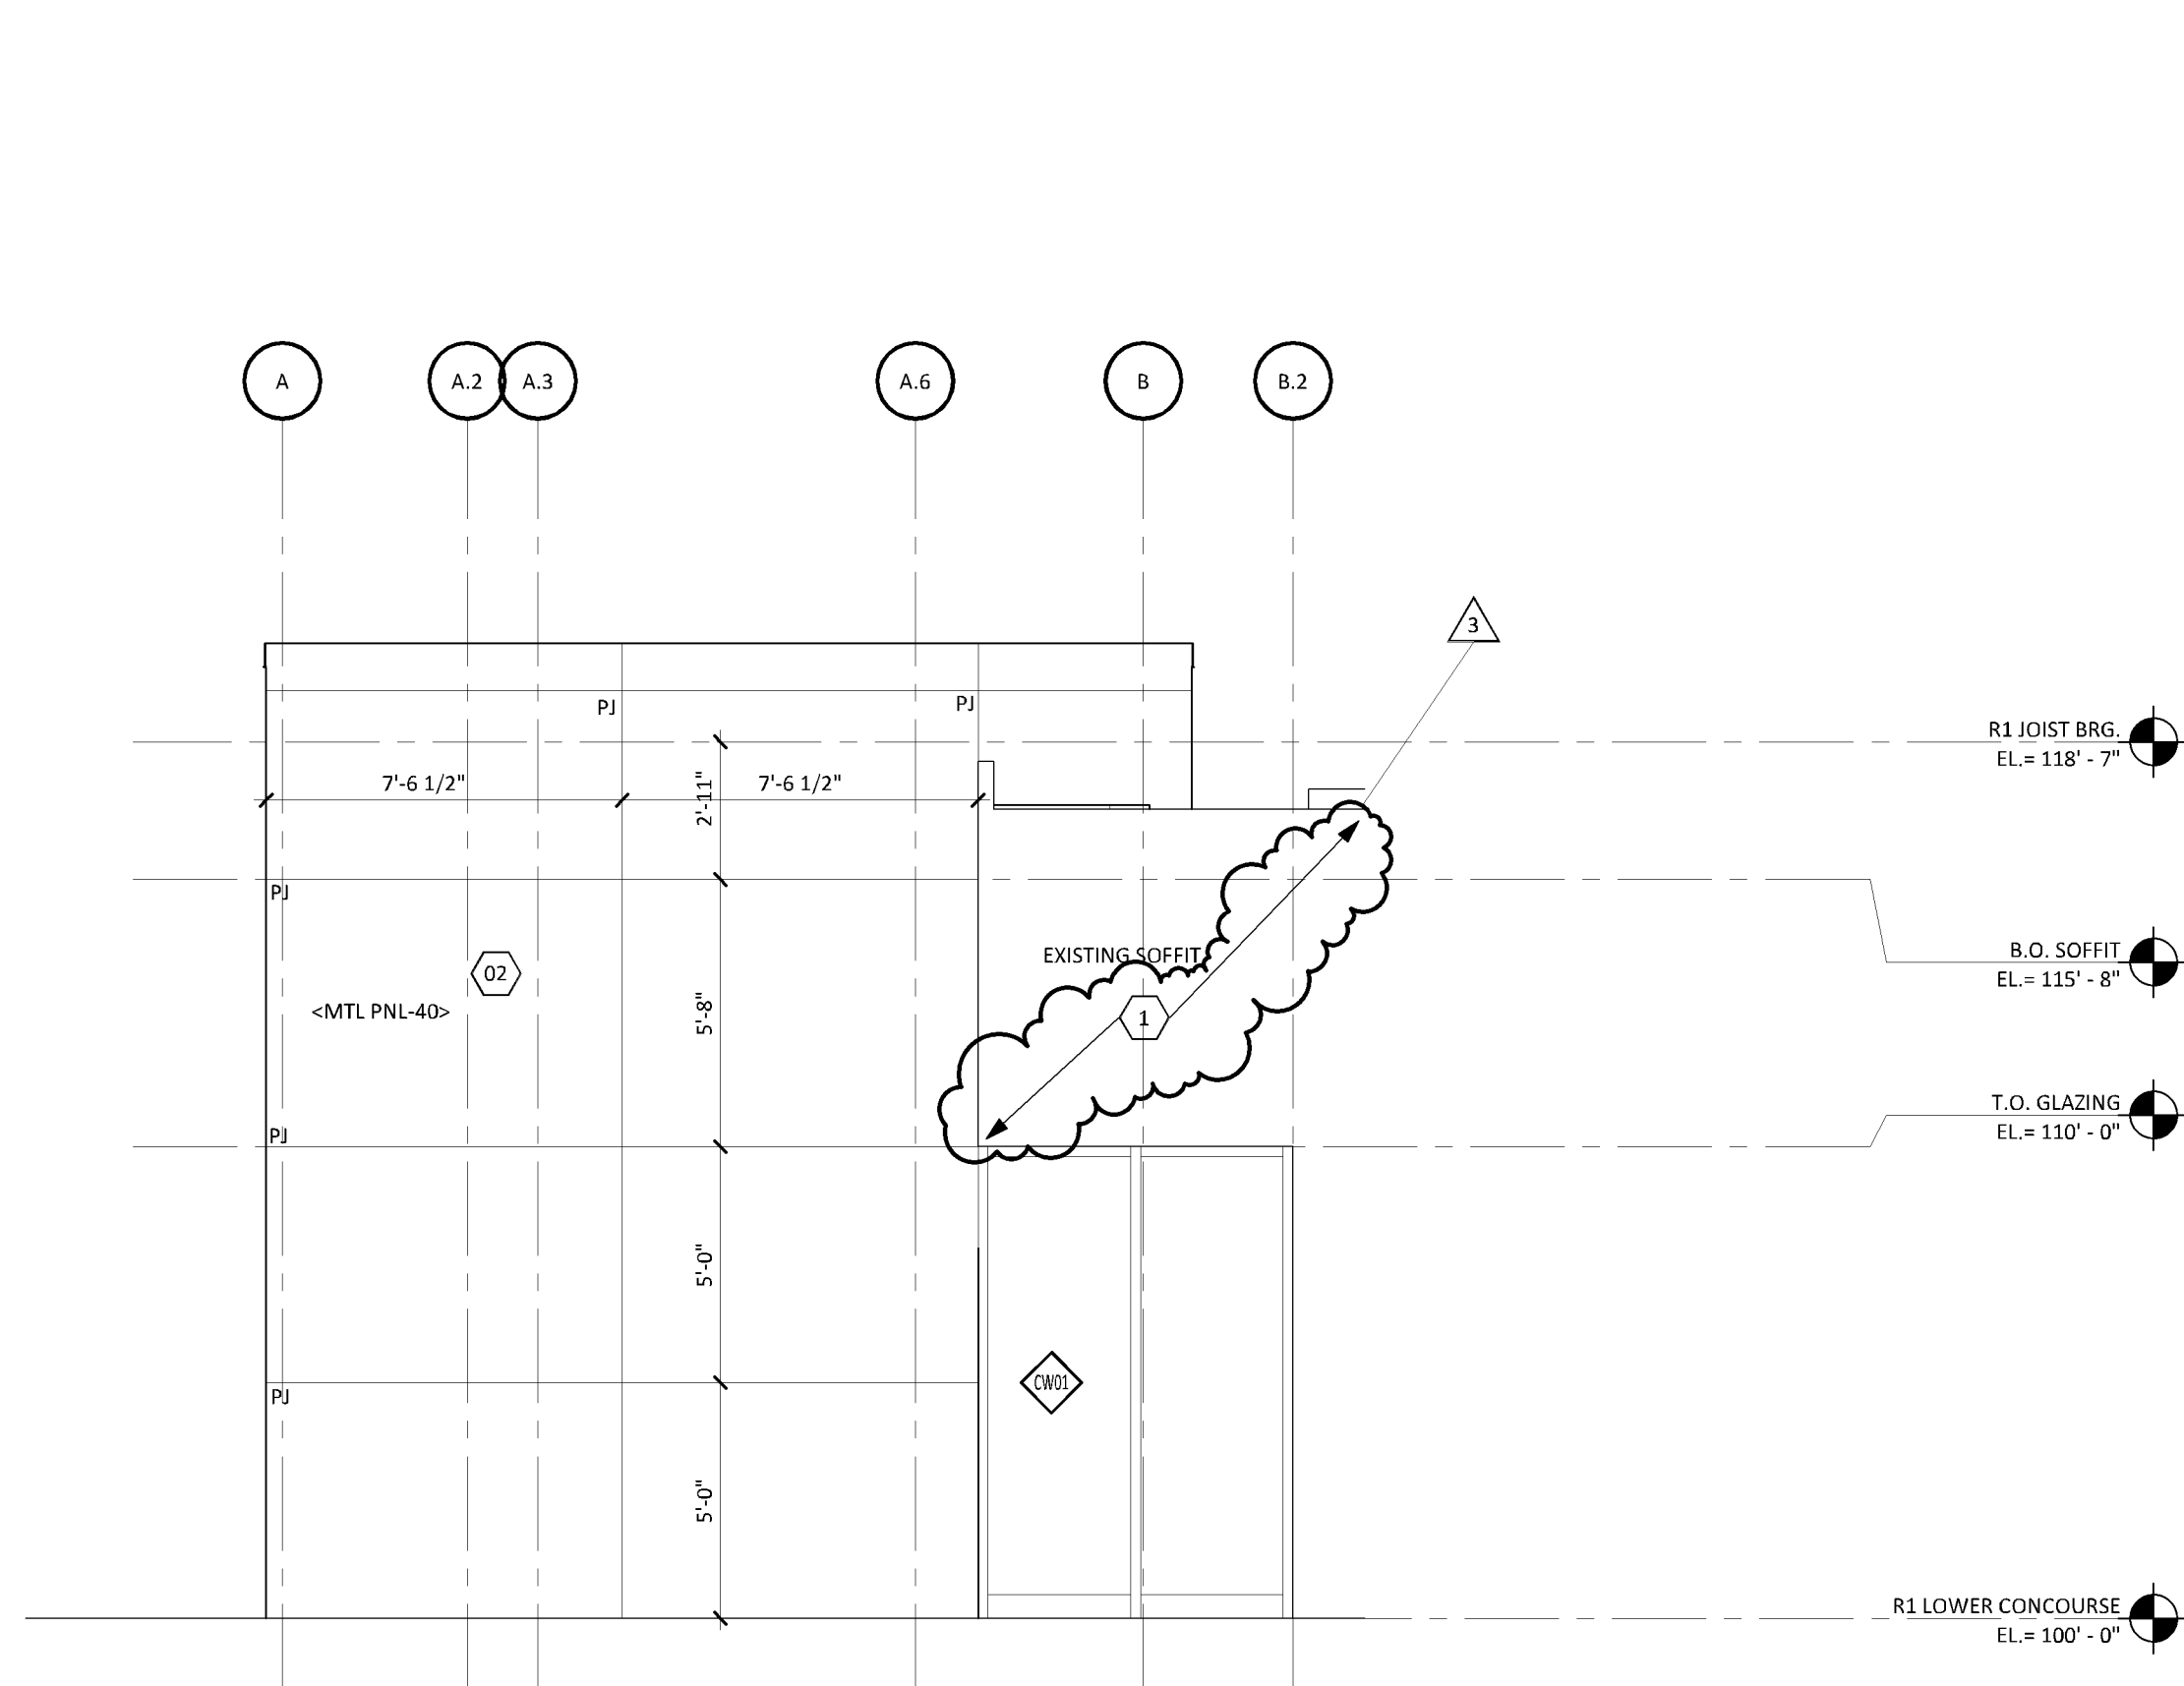 A
A.2
A.3
A.6
B
B.2
3
PJ
PJ
R1 JOIST BRG.
EL.= 118' - 7"
7'-6 1/2"
2'-11"
7'-6 1/2"
PJ
EXISTING SOFFIT
B.O. SOFFIT
EL.= 115' - 8"
02
<MTL PNL-40>
5'-8"
1
T.O. GLAZING
EL.= 110' - 0"
PJ
5'-0"
CW01
PJ
5'-0"
R1 LOWER CONCOURSE
EL.= 100' - 0"